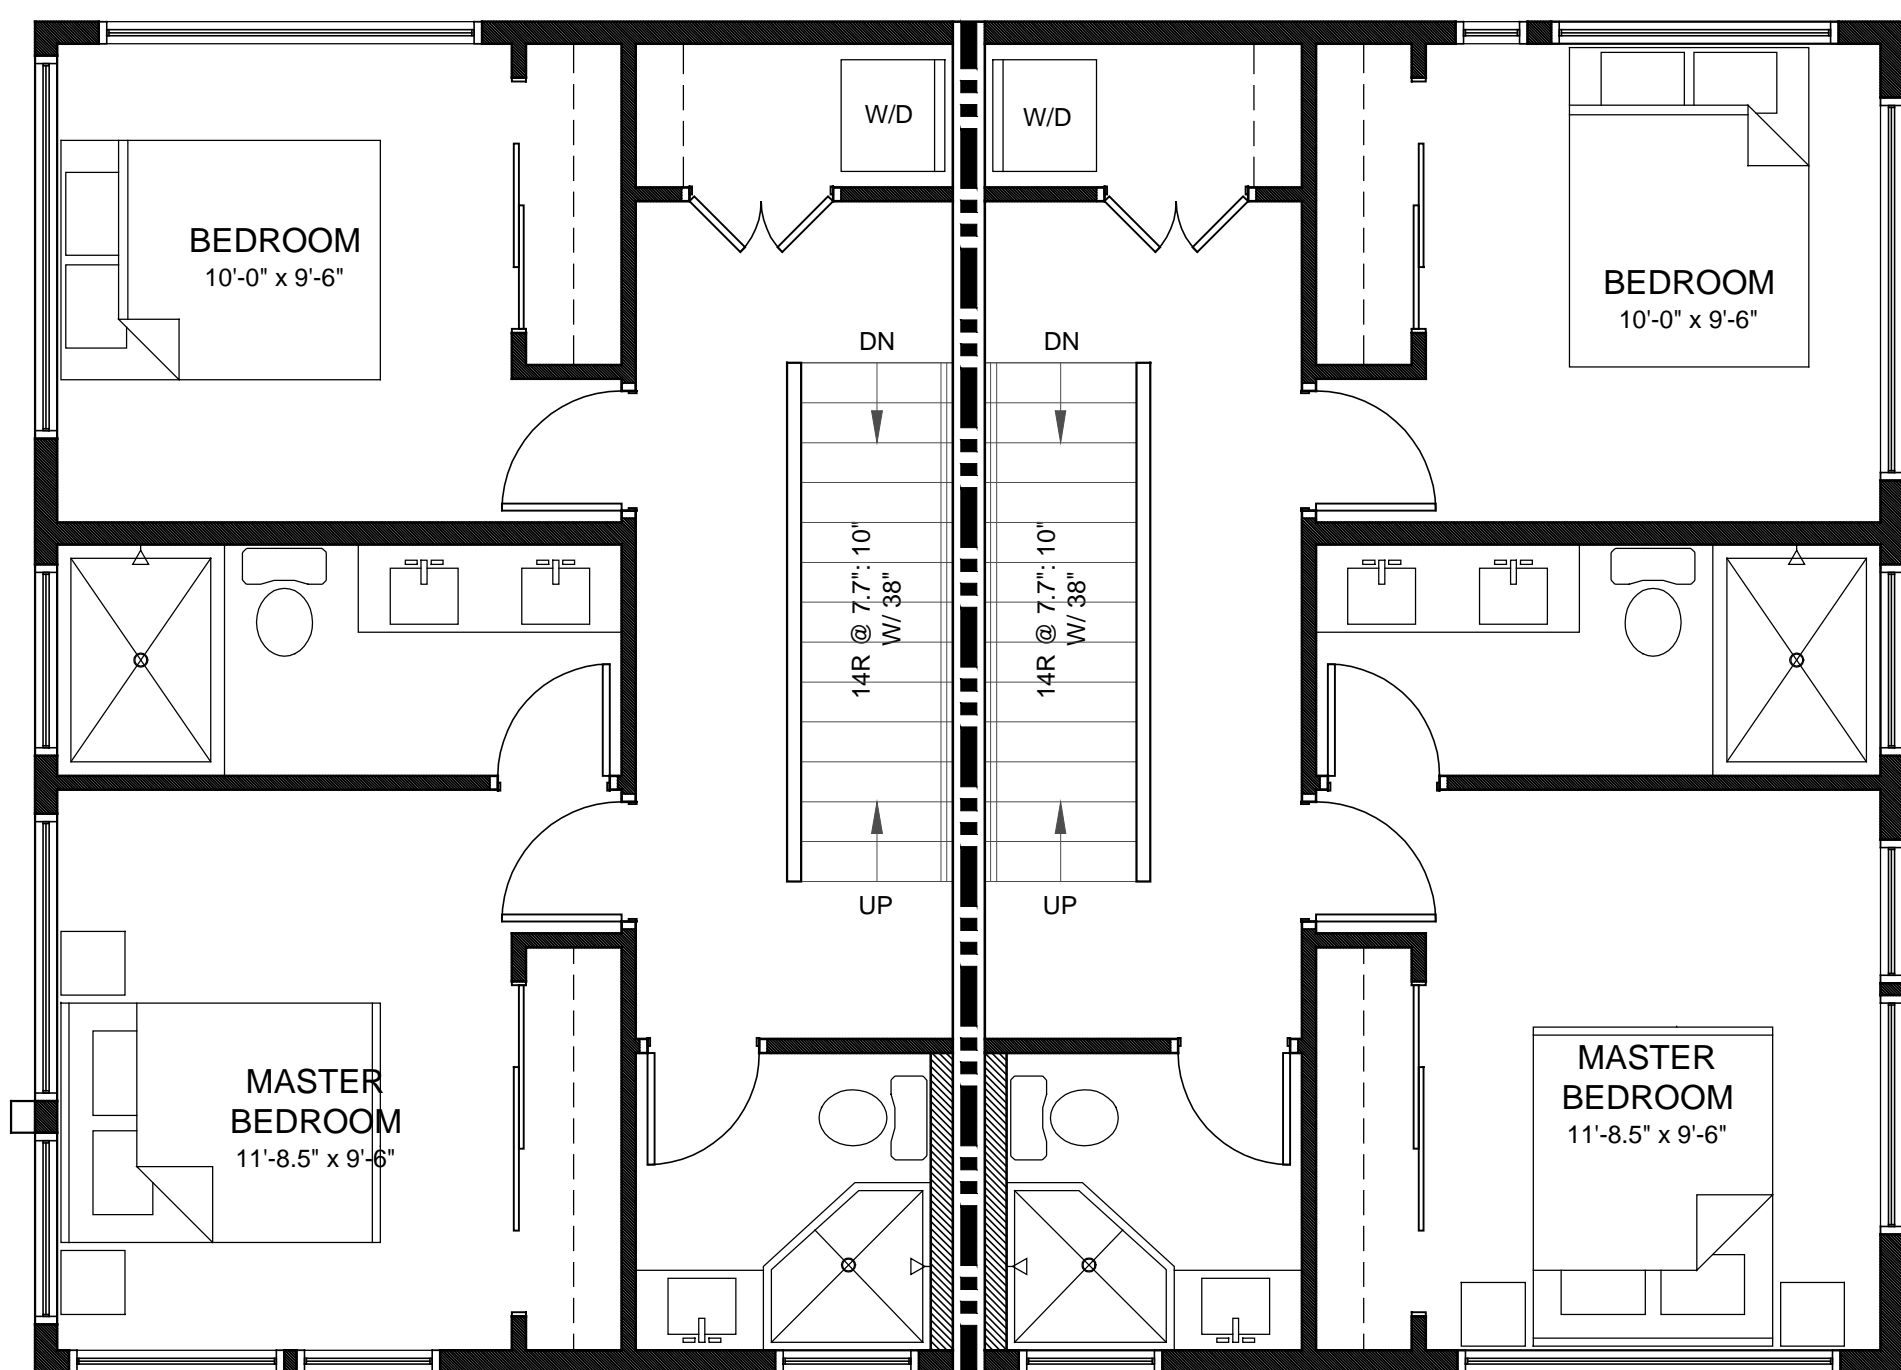 W/D
W/D
BEDROOM
10'-0" x 9'-6"
BEDROOM
10'-0" x 9'-6"
DN
DN
14R @ 7.7": 10"
W/ 38"
14R @ 7.7": 10"
W/ 38"
UP
UP
MASTER
BEDROOM
11'-8.5" x 9'-6"
MASTER
BEDROOM
11'-8.5" x 9'-6"